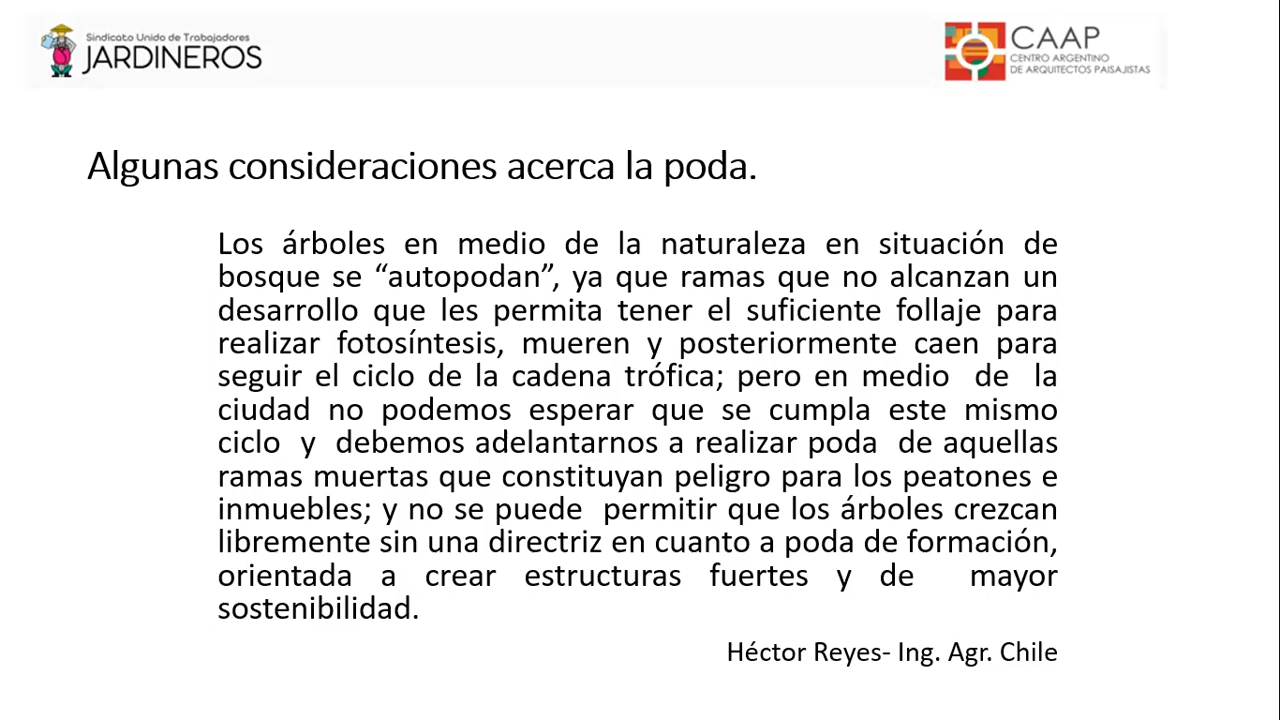 Sindicato Unido de Trabajadores
JARDINEROS
CAAP
CENTRO ARGENTINO
DE ARQUITECTOS PAISAJISTAS
Algunas consideraciones acerca la poda.
Los árboles en medio de la naturaleza en situación de
bosque se “autopodan”, ya que ramas que no alcanzan un
desarrollo que les permita tener el suficiente follaje para
realizar fotosíntesis, mueren y posteriormente caen para
seguir el ciclo de la cadena trófica; pero en medio de la
ciudad no podemos esperar que se cumpla este mismo
ciclo y debemos adelantarnos a realizar poda de aquellas
ramas muertas que constituyan peligro para los peatones e
inmuebles; y no se puede permitir que los árboles crezcan
libremente sin una directriz en cuanto a poda de formación,
orientada a crear estructuras fuertes y de mayor
sostenibilidad.
Héctor Reyes- Ing. Agr. Chile